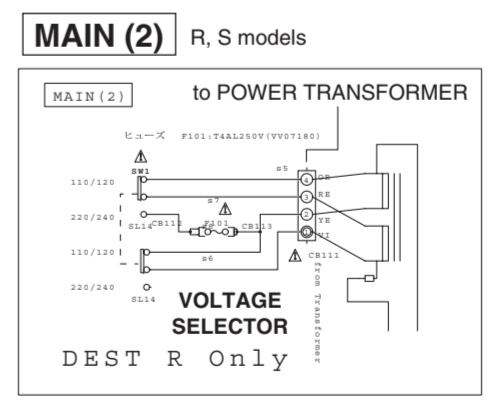 MAIN (2) R, S models
MAIN(2)
to POWER TRANSFORMER
ヒューズ F101:T4AL250V(VV07180)
SW1
s5
110/120
4
OR
3
RE
s7
220/240
2
YE
SL14
CB112
F101
CB113
VI
110/120
s6
CB111
220/240
SL14
from Transformer
VOLTAGE
SELECTOR
DEST R Only